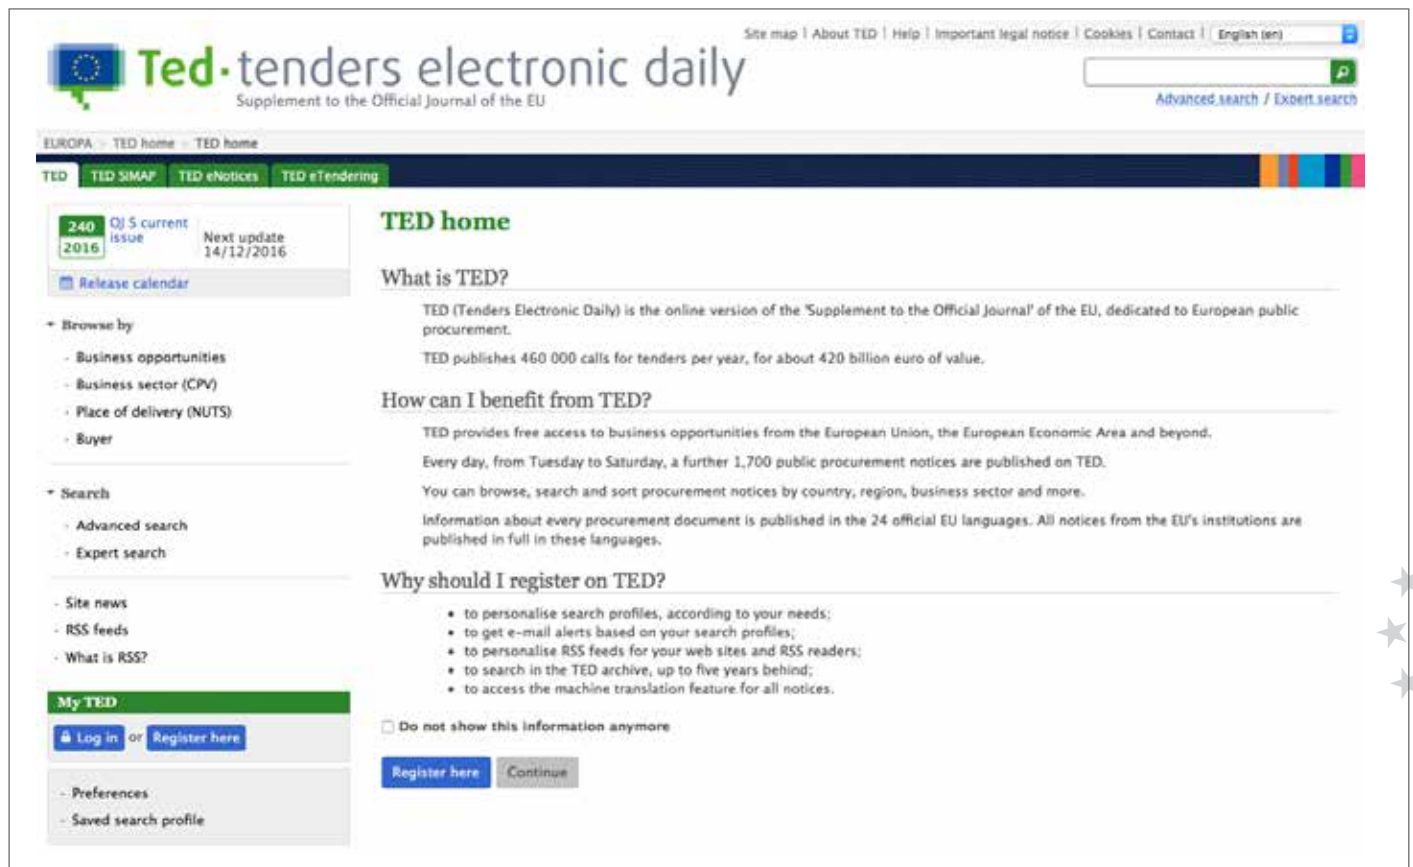 Site map | About TED | Help | Important legal notice | Cookies | Contact | English (en)
Ted · tenders electronic daily
Supplement to the Official Journal of the EU
Advanced search / Expert search
EUROPA > TED home > TED home
TED TED SIMAP TED eNotices TED eTendering
240
2016
OJ S current
issue
Next update
14/12/2016
Release calendar
Browse by
Business opportunities
Business sector (CPV)
Place of delivery (NUTS)
Buyer
Search
Advanced search
Expert search
Site news
RSS feeds
What is RSS?
My TED
Log in or Register here
Preferences
Saved search profile
TED home
What is TED?
TED (Tenders Electronic Daily) is the online version of the 'Supplement to the Official Journal' of the EU, dedicated to European public
procurement.
TED publishes 460 000 calls for tenders per year, for about 420 billion euro of value.
How can I benefit from TED?
TED provides free access to business opportunities from the European Union, the European Economic Area and beyond.
Every day, from Tuesday to Saturday, a further 1,700 public procurement notices are published on TED.
You can browse, search and sort procurement notices by country, region, business sector and more.
Information about every procurement document is published in the 24 official EU languages. All notices from the EU's institutions are
published in full in these languages.
Why should I register on TED?
• to personalise search profiles, according to your needs;
• to get e-mail alerts based on your search profiles;
• to personalise RSS feeds for your web sites and RSS readers;
• to search in the TED archive, up to five years behind;
• to access the machine translation feature for all notices.
Do not show this information anymore
Register here Continue